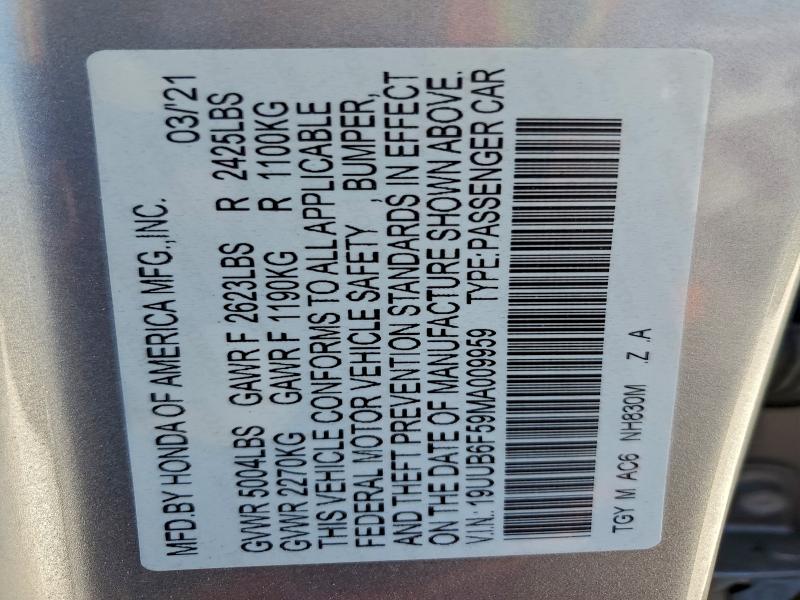 MFD.BY HONDA OF AMERICA MFG.,INC. 03/'21
GVWR 5004LBS GAWR F 2623LBS R 2425LBS
GVWR 2270KG GAWR F 1190KG R 1100KG
THIS VEHICLE CONFORMS TO ALL APPLICABLE
FEDERAL MOTOR VEHICLE SAFETY , BUMPER,
AND THEFT PREVENTION STANDARDS IN EFFECT
ON THE DATE OF MANUFACTURE SHOWN ABOVE.
V.I.N.: 19UUB6F59MA009959 TYPE:PASSENGER CAR
TGY M AC6 NH830M .Z .A